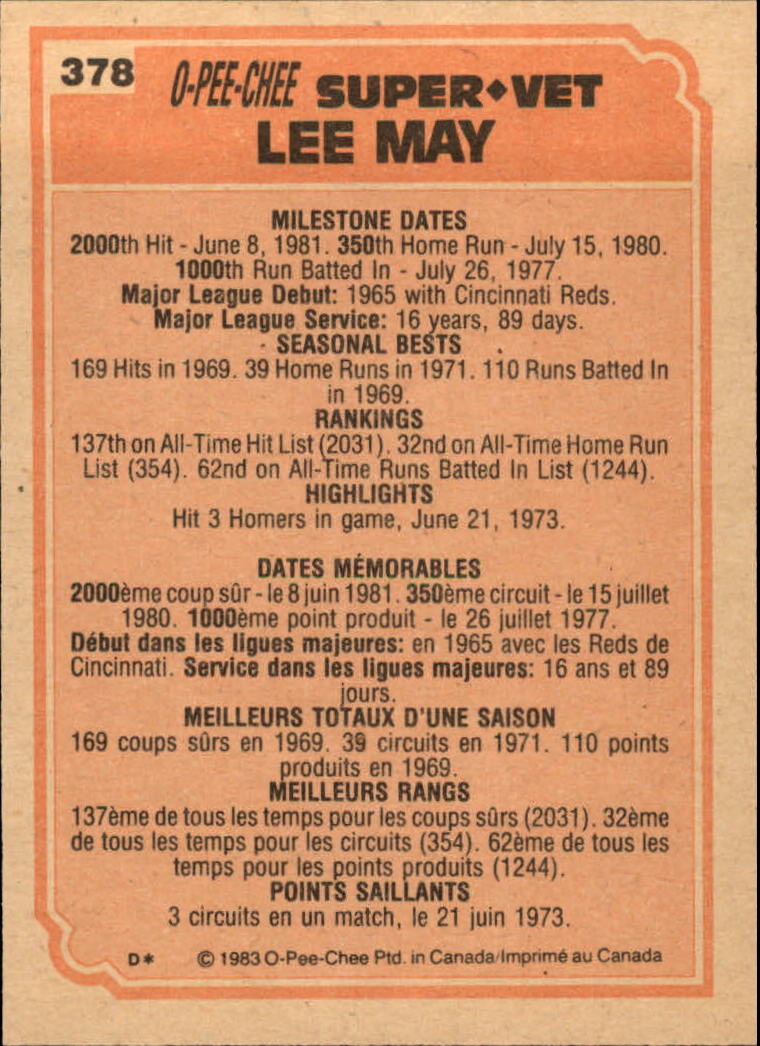 378
O-PEE-CHEE SUPER◆VET
LEE MAY
MILESTONE DATES
2000th Hit - June 8, 1981. 350th Home Run - July 15, 1980.
1000th Run Batted In - July 26, 1977.
Major League Debut: 1965 with Cincinnati Reds.
Major League Service: 16 years, 89 days.
SEASONAL BESTS
169 Hits in 1969. 39 Home Runs in 1971. 110 Runs Batted In
in 1969.
RANKINGS
137th on All-Time Hit List (2031). 32nd on All-Time Home Run
List (354). 62nd on All-Time Runs Batted In List (1244).
HIGHLIGHTS
Hit 3 Homers in game, June 21, 1973.
DATES MÉMORABLES
2000ème coup sûr - le 8 juin 1981. 350ème circuit - le 15 juillet
1980. 1000ème point produit - le 26 juillet 1977.
Début dans les ligues majeures: en 1965 avec les Reds de
Cincinnati. Service dans les ligues majeures: 16 ans et 89
jours.
MEILLEURS TOTAUX D'UNE SAISON
169 coups sûrs en 1969. 39 circuits en 1971. 110 points
produits en 1969.
MEILLEURS RANGS
137ème de tous les temps pour les coups sûrs (2031). 32ème
de tous les temps pour les circuits (354). 62ème de tous les
temps pour les points produits (1244).
POINTS SAILLANTS
3 circuits en un match, le 21 juin 1973.
D* © 1983 O-Pee-Chee Ptd. in Canada/Imprimé au Canada